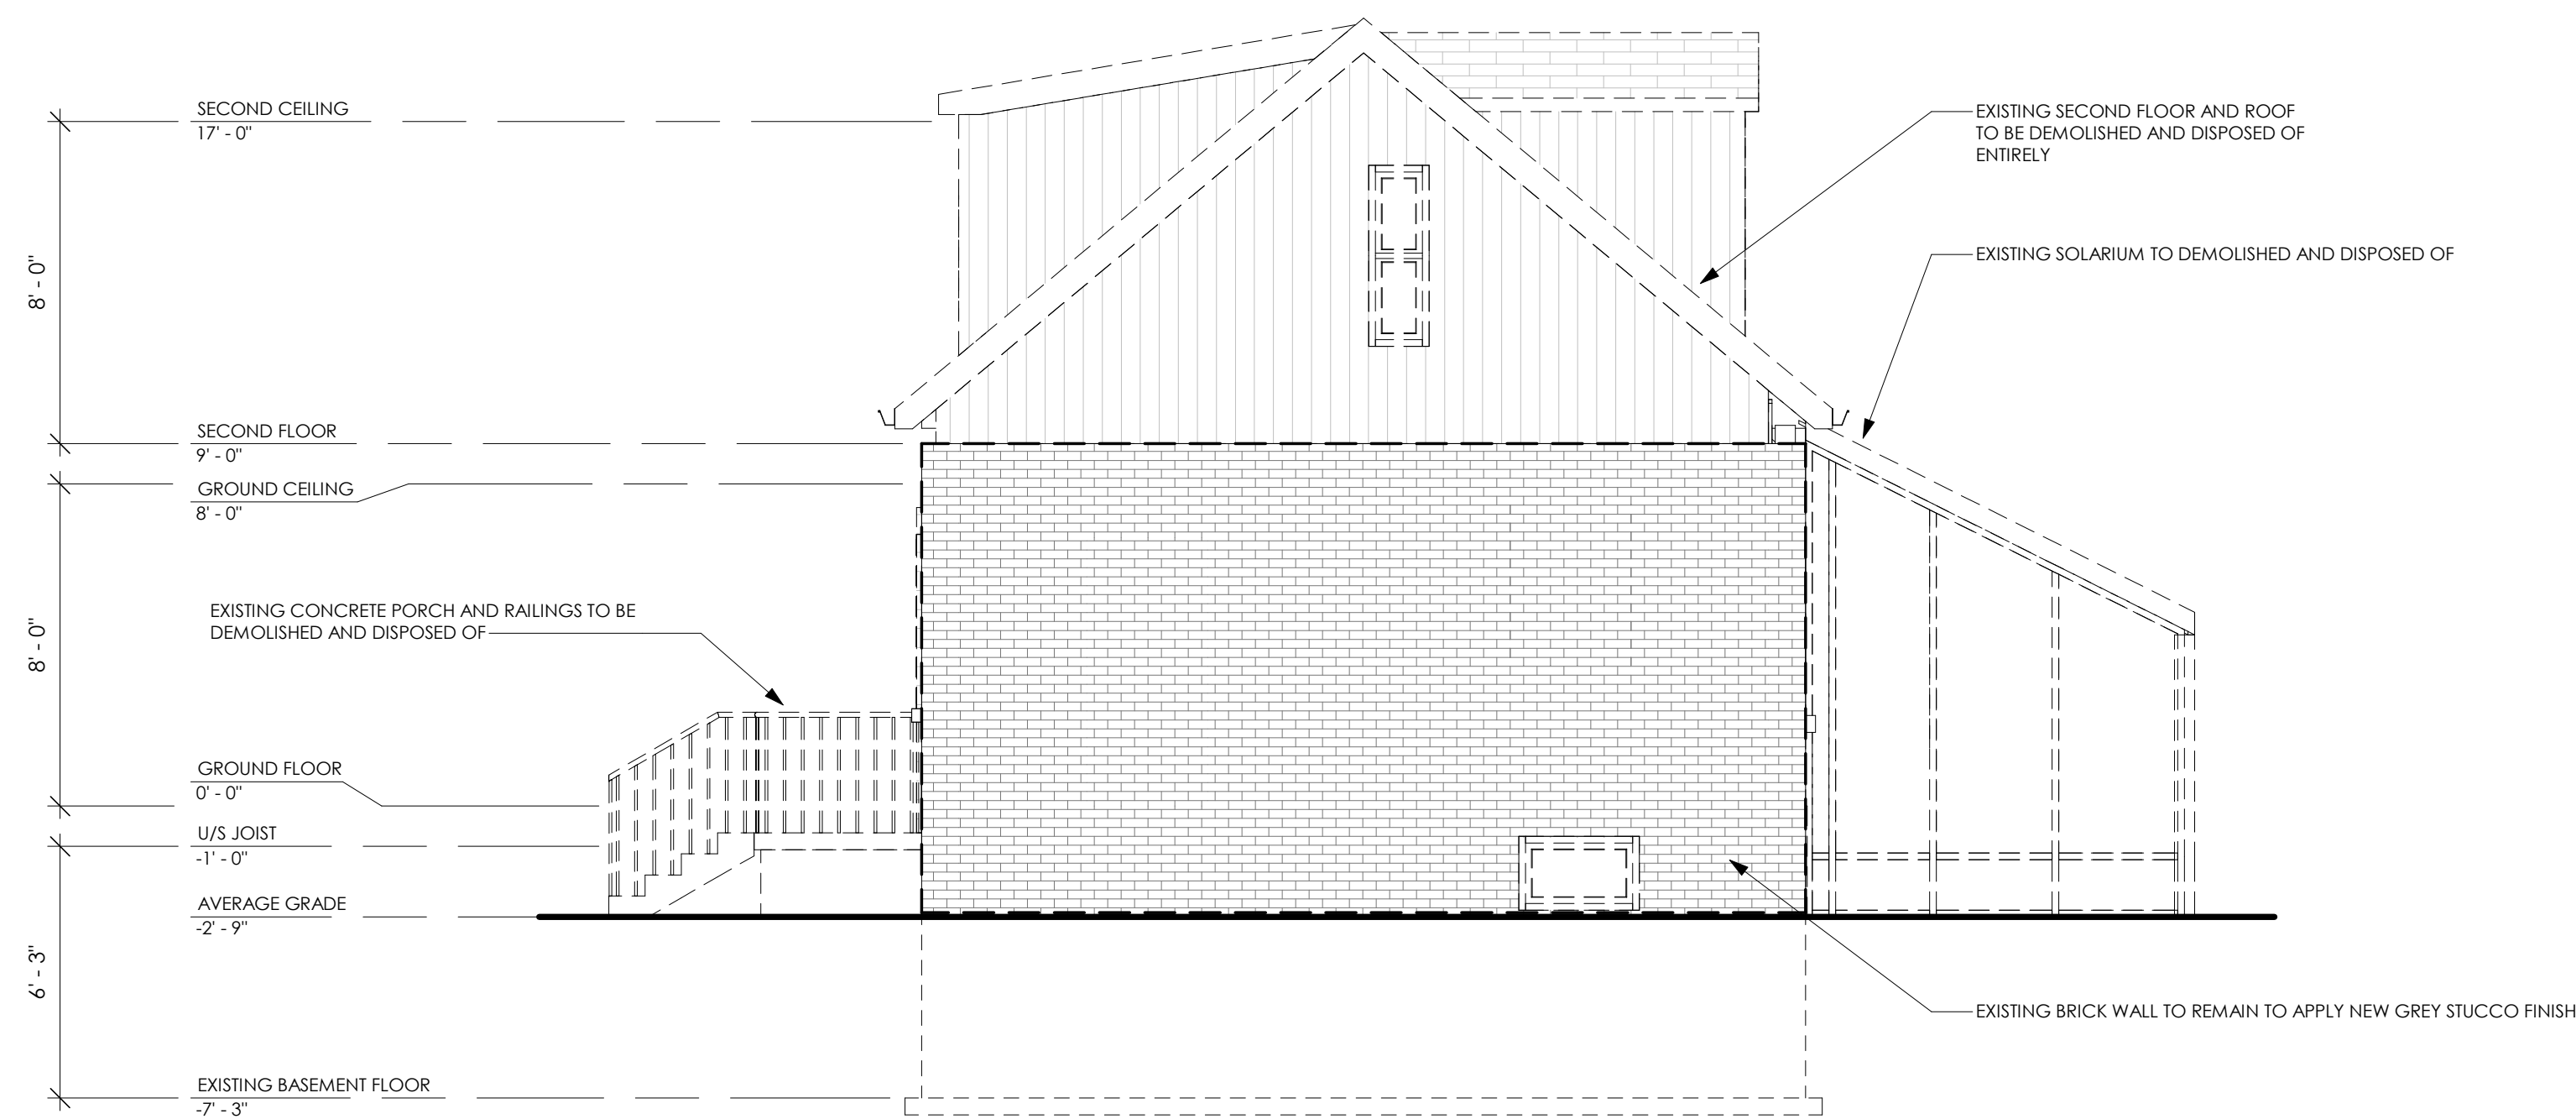 SECOND CEILING
17' - 0"
EXISTING SECOND FLOOR AND ROOF
TO BE DEMOLISHED AND DISPOSED OF
ENTIRELY
EXISTING SOLARIUM TO DEMOLISHED AND DISPOSED OF
8' - 0"
SECOND FLOOR
9' - 0"
GROUND CEILING
8' - 0"
EXISTING CONCRETE PORCH AND RAILINGS TO BE
DEMOLISHED AND DISPOSED OF
8' - 0"
GROUND FLOOR
0' - 0"
U/S JOIST
-1' - 0"
AVERAGE GRADE
-2' - 9"
6' - 3"
EXISTING BRICK WALL TO REMAIN TO APPLY NEW GREY STUCCO FINISH
EXISTING BASEMENT FLOOR
-7' - 3"